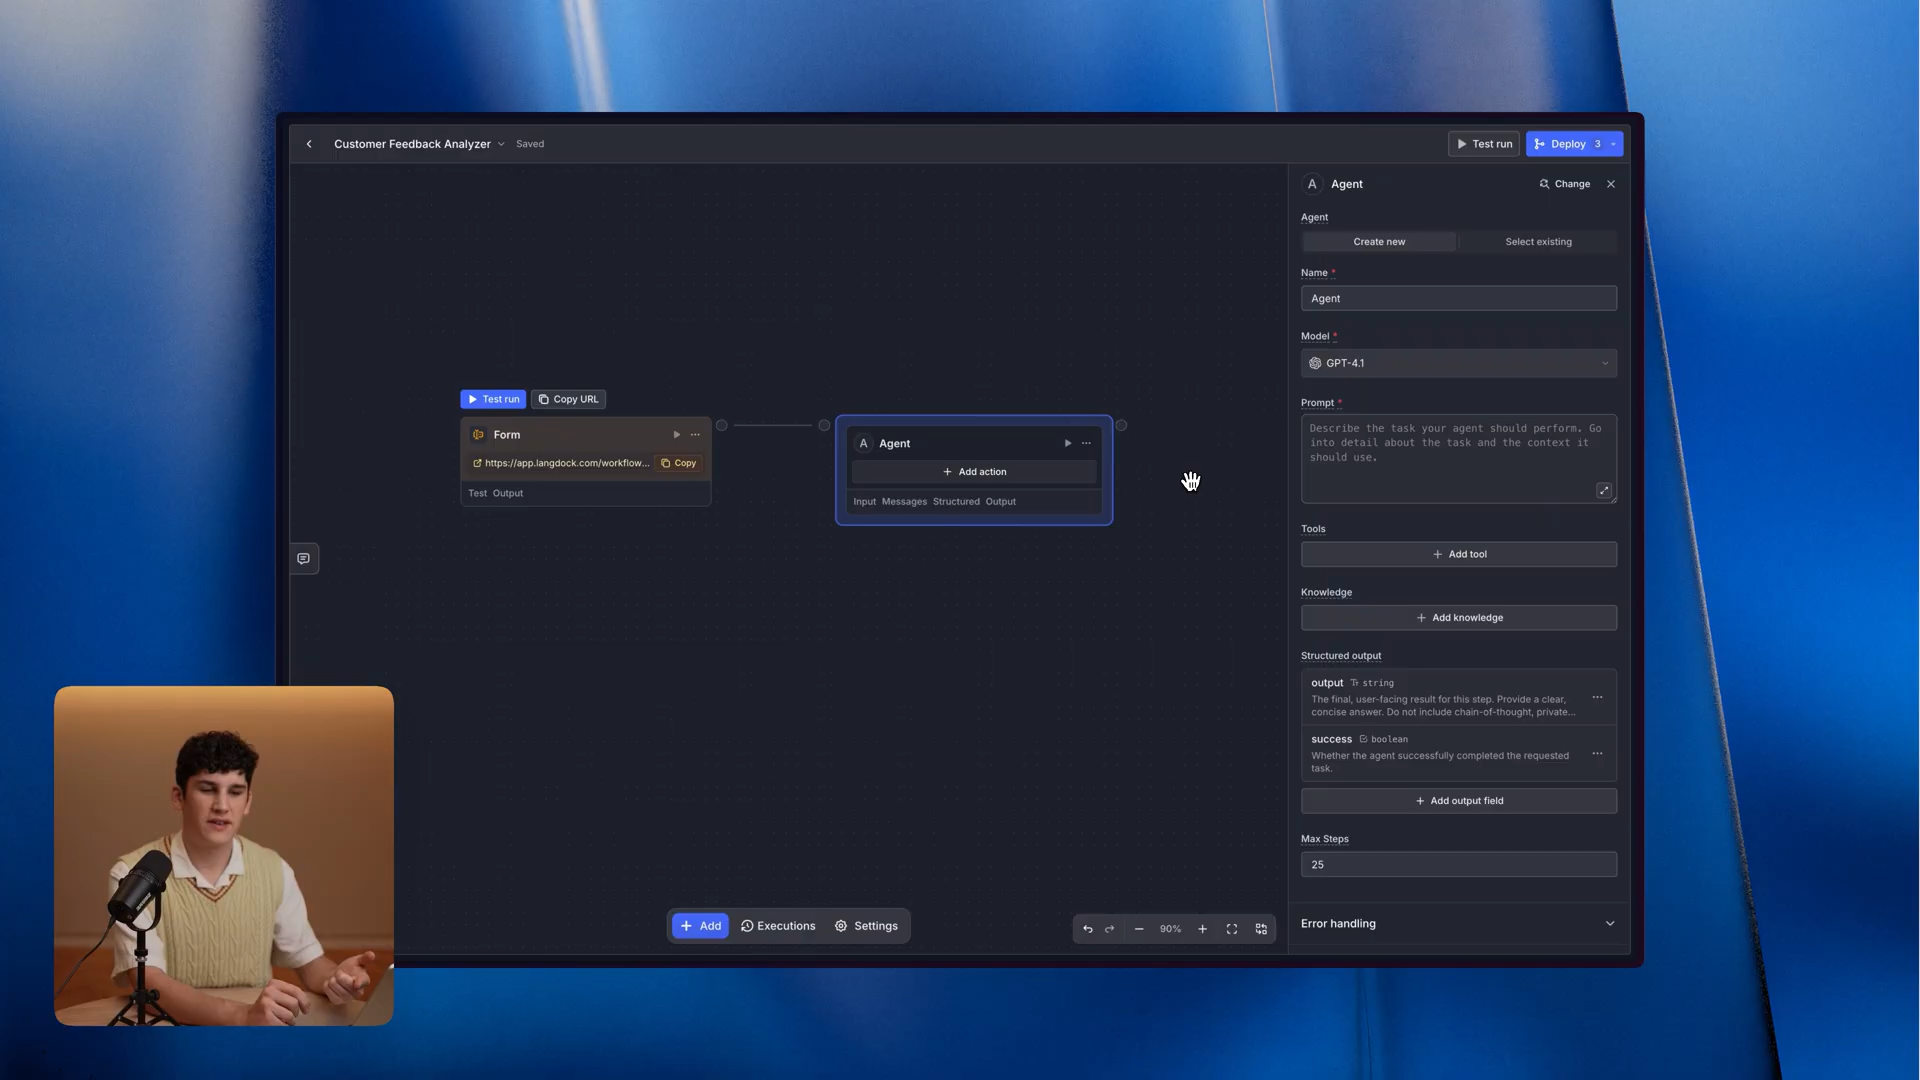 Customer Feedback Analyzer
Saved
Test run
Deploy 3
Agent
Change
Agent
Create new
Select existing
Name *
Agent
Model *
GPT-4.1
Prompt *
Describe the task your agent should perform. Go
into detail about the task and the context it
should use.
Tools
+ Add tool
Knowledge
+ Add knowledge
Structured output
output string
The final, user-facing result for this step. Provide a clear,
concise answer. Do not include chain-of-thought, private...
success boolean
Whether the agent successfully completed the requested
task.
+ Add output field
Max Steps
25
Error handling
Test run
Copy URL
Form
https://app.langdock.com/workflow...
Copy
Test Output
A Agent
+ Add action
Input Messages Structured Output
+ Add
Executions
Settings
90%